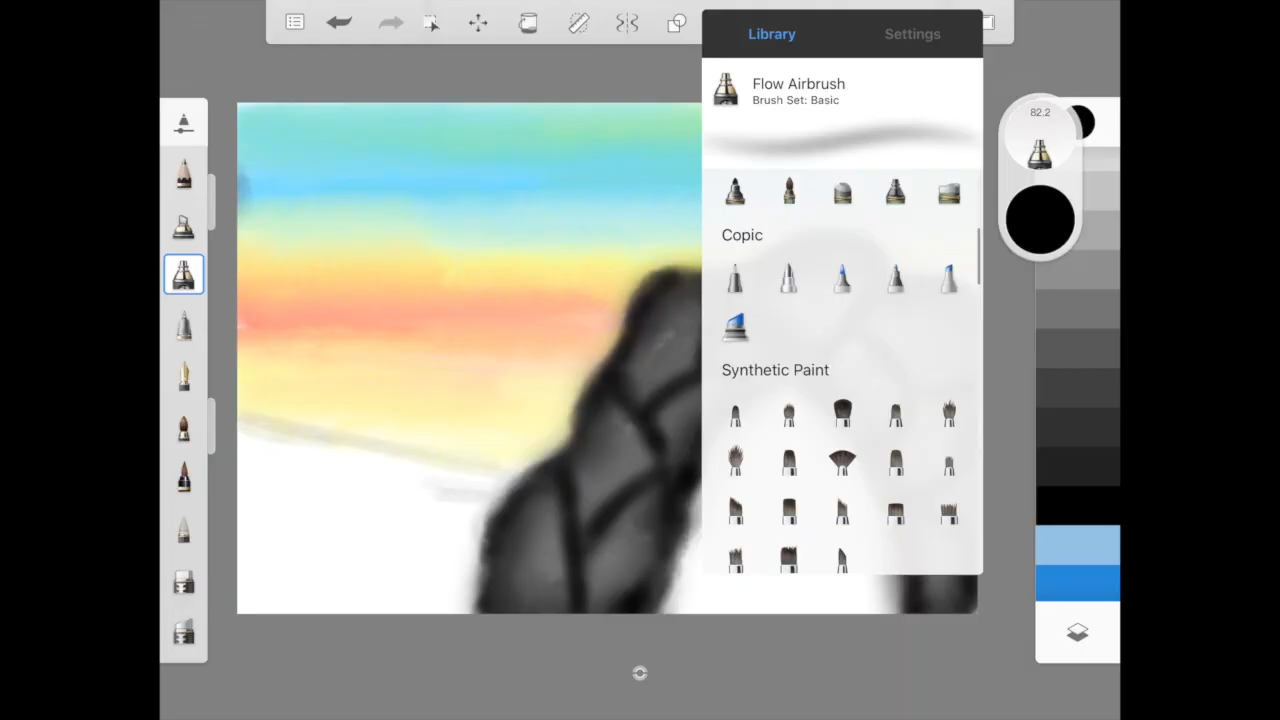 Library
Settings
Flow Airbrush
Brush Set: Basic
82.2
Copic
Synthetic Paint